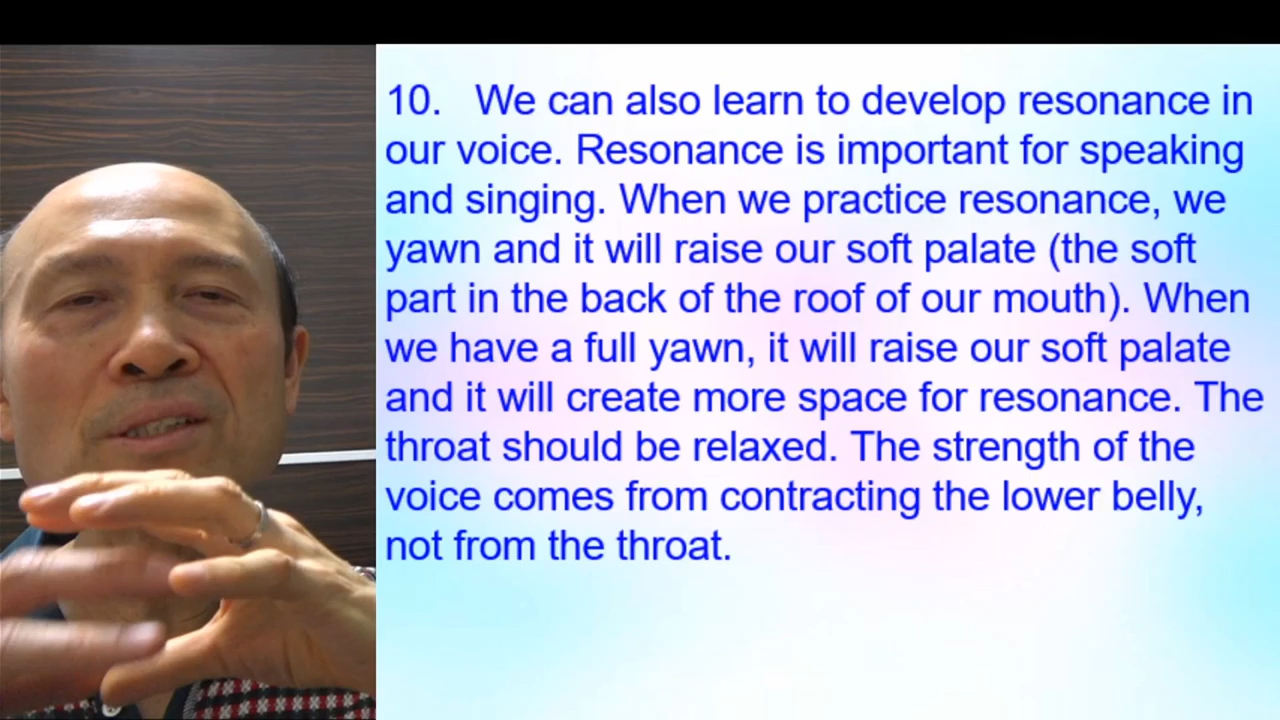 10.   We can also learn to develop resonance in
our voice. Resonance is important for speaking
and singing. When we practice resonance, we
yawn and it will raise our soft palate (the soft
part in the back of the roof of our mouth). When
we have a full yawn, it will raise our soft palate
and it will create more space for resonance. The
throat should be relaxed. The strength of the
voice comes from contracting the lower belly,
not from the throat.